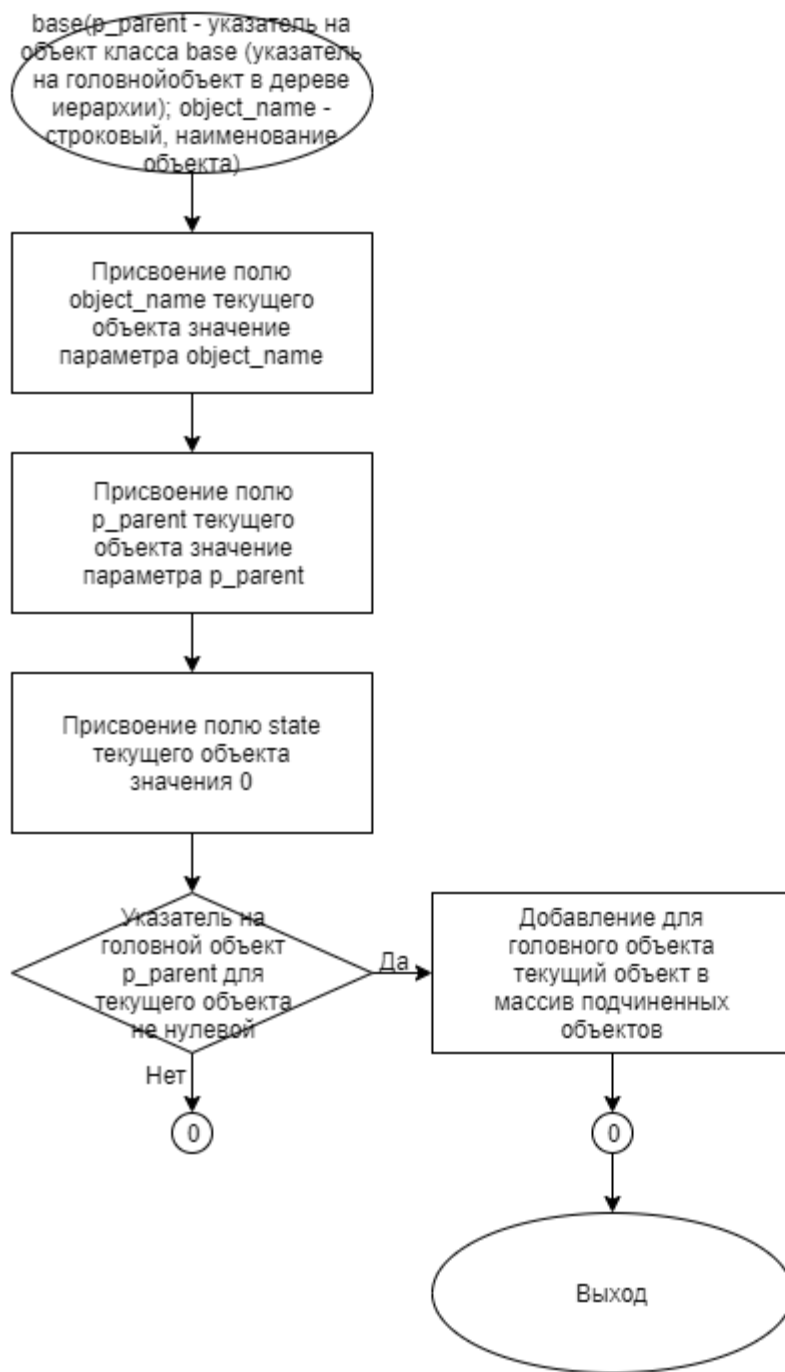 base(p_parent - указатель на
объект класса base (указатель
на головнойобъект в дереве
иерархии); object_name -
строковый, наименование
объекта)
Присвоение полю
object_name текущего
объекта значение
параметра object_name
Присвоение полю
p_parent текущего
объекта значение
параметра p_parent
Присвоение полю state
текущего объекта
значения 0
Указатель на
головной объект
p_parent для
текущего объекта
не нулевой
Да
Добавление для
головного объекта
текущий объект в
массив подчиненных
объектов
Нет
0
0
Выход